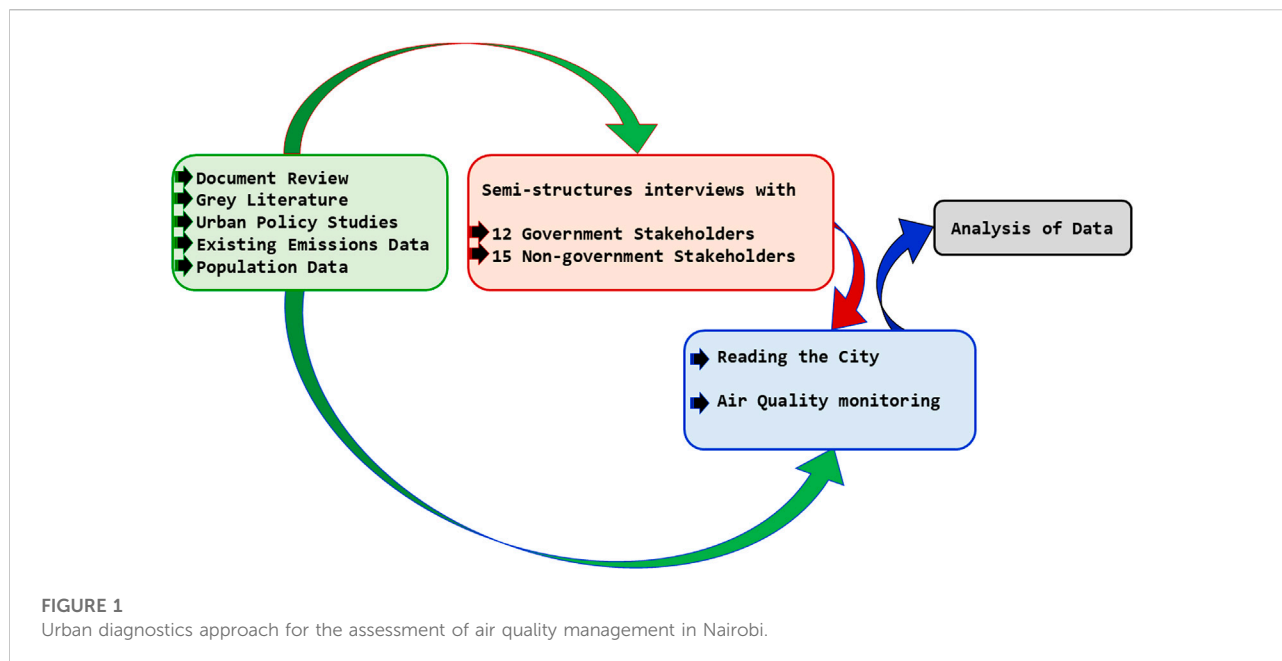 Document Review
Grey Literature
Urban Policy Studies
Existing Emissions Data
Population Data
Semi-structures interviews with
12 Government Stakeholders
15 Non-government Stakeholders
Analysis of Data
Reading the City
Air Quality monitoring
FIGURE 1
Urban diagnostics approach for the assessment of air quality management in Nairobi.